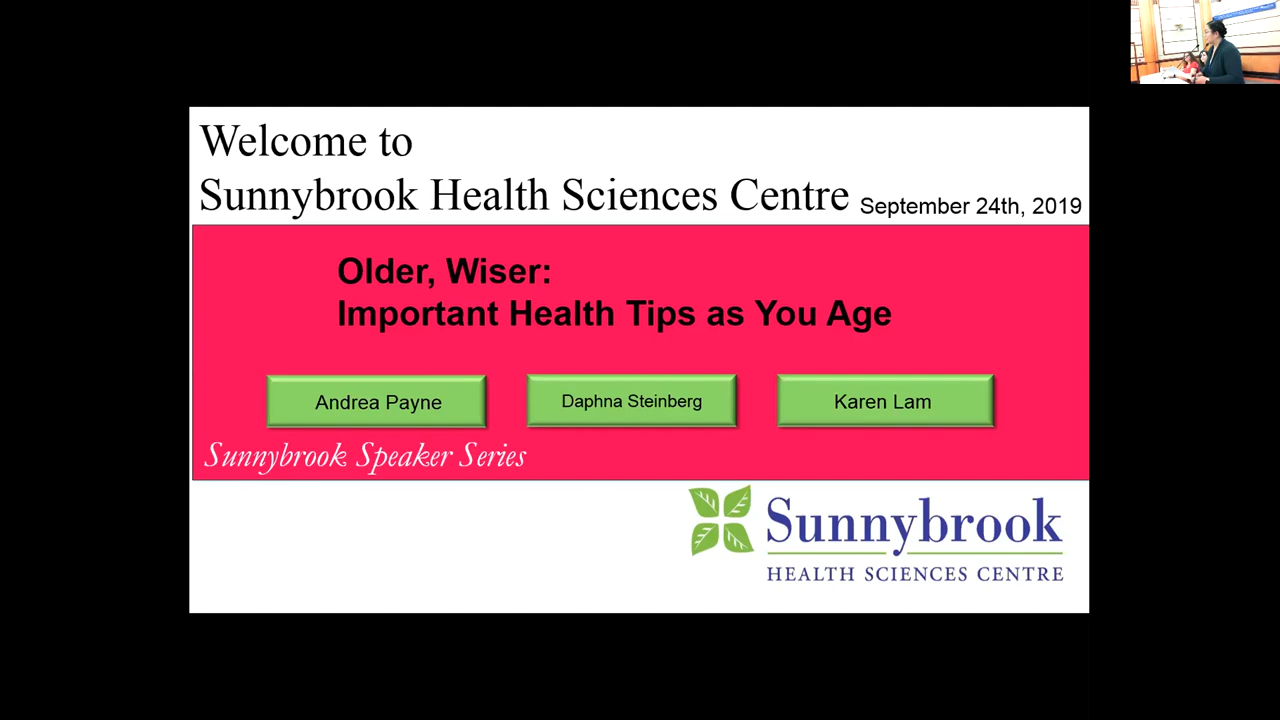 Welcome to
Sunnybrook Health Sciences Centre September 24th, 2019
Older, Wiser:
Important Health Tips as You Age
Andrea Payne Daphna Steinberg Karen Lam
Sunnybrook Speaker Series
Sunnybrook
HEALTH SCIENCES CENTRE